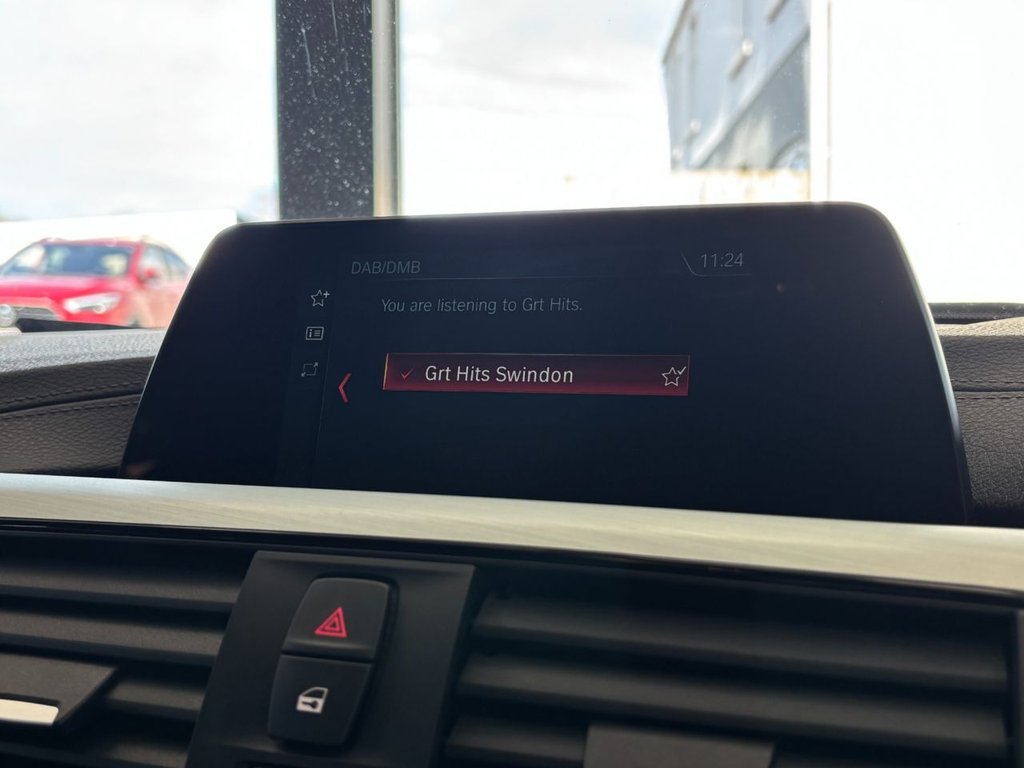 DAB/DMB
11:24
You are listening to Grt Hits.
Grt Hits Swindon